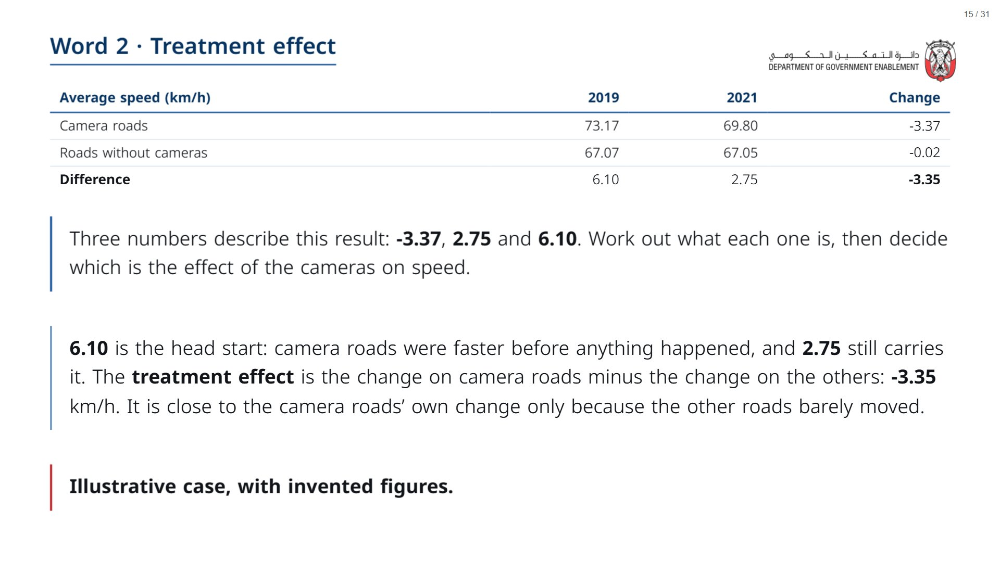 15 / 31
Word 2 · Treatment effect
دائرة التمكين الحكومي
DEPARTMENT OF GOVERNMENT ENABLEMENT
Average speed (km/h) 2019 2021 Change
Camera roads 73.17 69.80 -3.37
Roads without cameras 67.07 67.05 -0.02
Difference 6.10 2.75 -3.35
Three numbers describe this result: -3.37, 2.75 and 6.10. Work out what each one is, then decide
which is the effect of the cameras on speed.
6.10 is the head start: camera roads were faster before anything happened, and 2.75 still carries
it. The treatment effect is the change on camera roads minus the change on the others: -3.35
km/h. It is close to the camera roads’ own change only because the other roads barely moved.
Illustrative case, with invented figures.